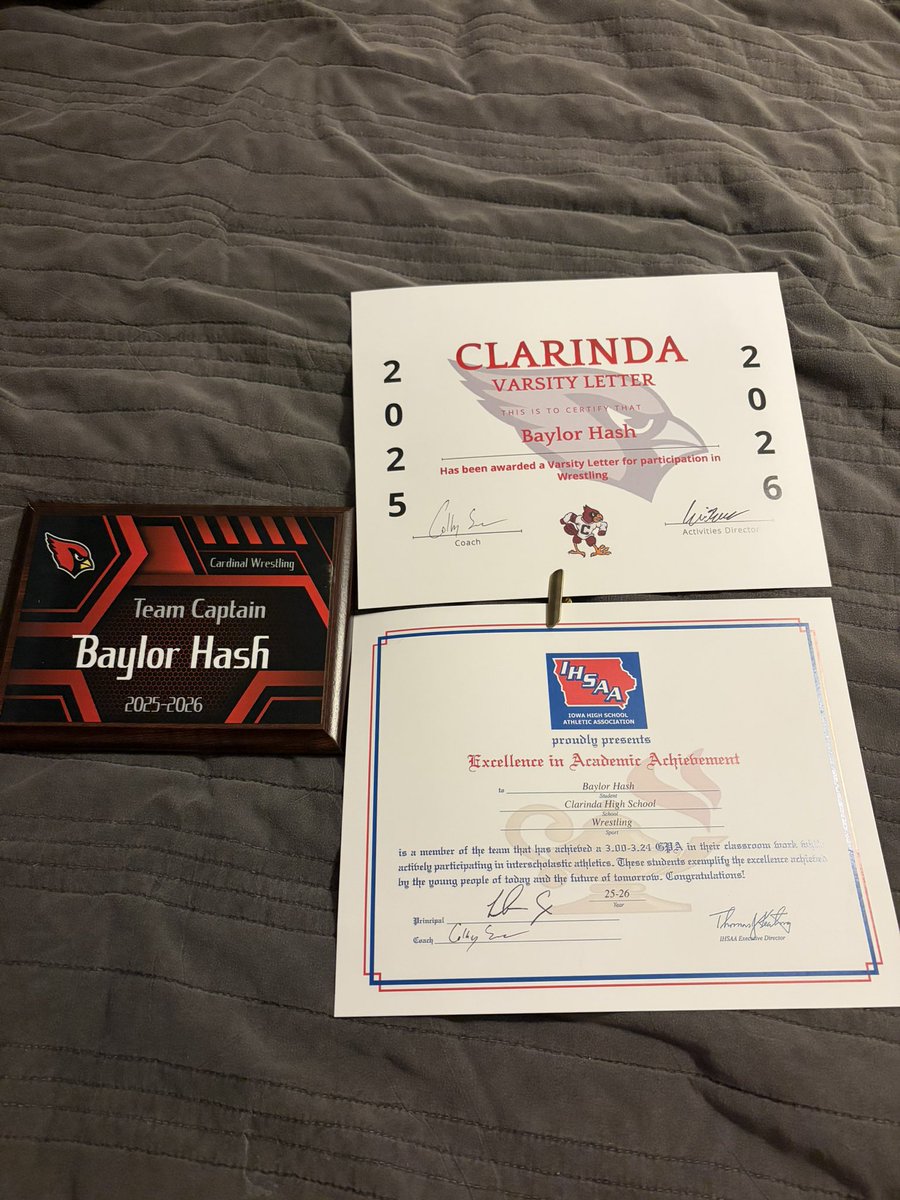 Cardinal Wrestling
Team Captain
Baylor Hash
2025-2026
2025
2026
CLARINDA
VARSITY LETTER
THIS IS TO CERTIFY THAT
Baylor Hash
Has been awarded a Varsity Letter for participation in
Wrestling
Coach
Activities Director
C
IHSAA
IOWA HIGH SCHOOL
ATHLETIC ASSOCIATION
proudly presents
Excellence in Academic Achievement
to Baylor Hash
Student
Clarinda High School
School
Wrestling
Sport
is a member of the team that has achieved a 3.00-3.24 GPA in their classroom work while
actively participating in interscholastic athletics. These students exemplify the excellence achieved
by the young people of today and the future of tomorrow. Congratulations!
25-26
Year
Principal
Coach
IHSAA Executive Director